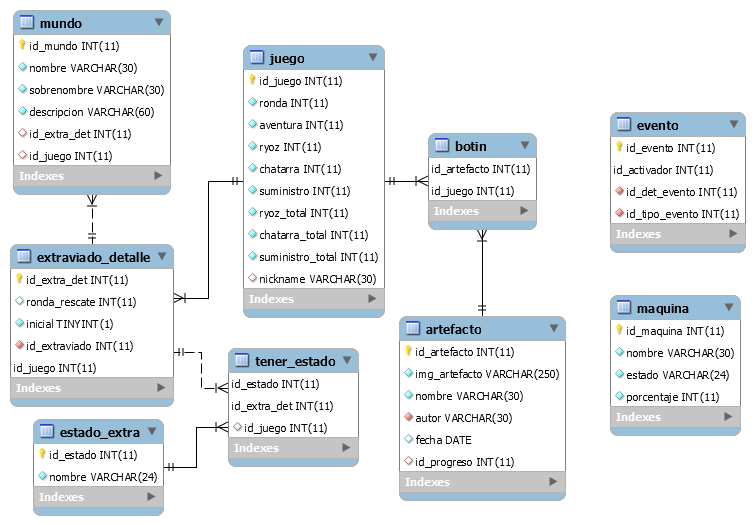 mundo
id_mundo INT(11)
nombre VARCHAR(30)
sobrenombre VARCHAR(30)
descripcion VARCHAR(60)
id_extra_det INT(11)
id_juego INT(11)
Indexes
juego
id_juego INT(11)
ronda INT(11)
aventura INT(11)
ryoz INT(11)
chatarra INT(11)
suministro INT(11)
ryoz_total INT(11)
chatarra_total INT(11)
suministro_total INT(11)
nickname VARCHAR(30)
Indexes
botin
id_artefacto INT(11)
id_juego INT(11)
Indexes
evento
id_evento INT(11)
id_activador INT(11)
id_det_evento INT(11)
id_tipo_evento INT(11)
Indexes
extraviado_detalle
id_extra_det INT(11)
ronda_rescate INT(11)
inicial TINYINT(1)
id_extraviado INT(11)
id_juego INT(11)
Indexes
tener_estado
id_estado INT(11)
id_extra_det INT(11)
id_juego INT(11)
Indexes
artefacto
id_artefacto INT(11)
img_artefacto VARCHAR(250)
nombre VARCHAR(30)
autor VARCHAR(30)
fecha DATE
id_progreso INT(11)
Indexes
maquina
id_maquina INT(11)
nombre VARCHAR(30)
estado VARCHAR(24)
porcentaje INT(11)
Indexes
estado_extra
id_estado INT(11)
nombre VARCHAR(24)
Indexes